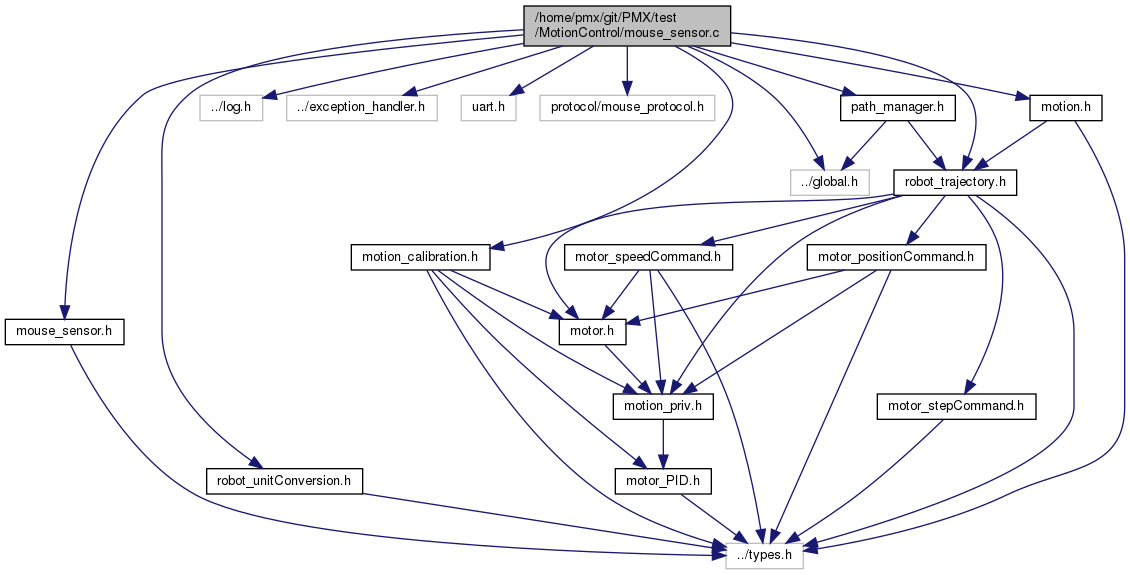 /home/pmx/git/PMX/test
/MotionControl/mouse_sensor.c
../log.h
../exception_handler.h
uart.h
protocol/mouse_protocol.h
path_manager.h
motion.h
../global.h
robot_trajectory.h
motion_calibration.h
motor_speedCommand.h
motor_positionCommand.h
mouse_sensor.h
motor.h
motion_priv.h
motor_stepCommand.h
robot_unitConversion.h
motor_PID.h
../types.h